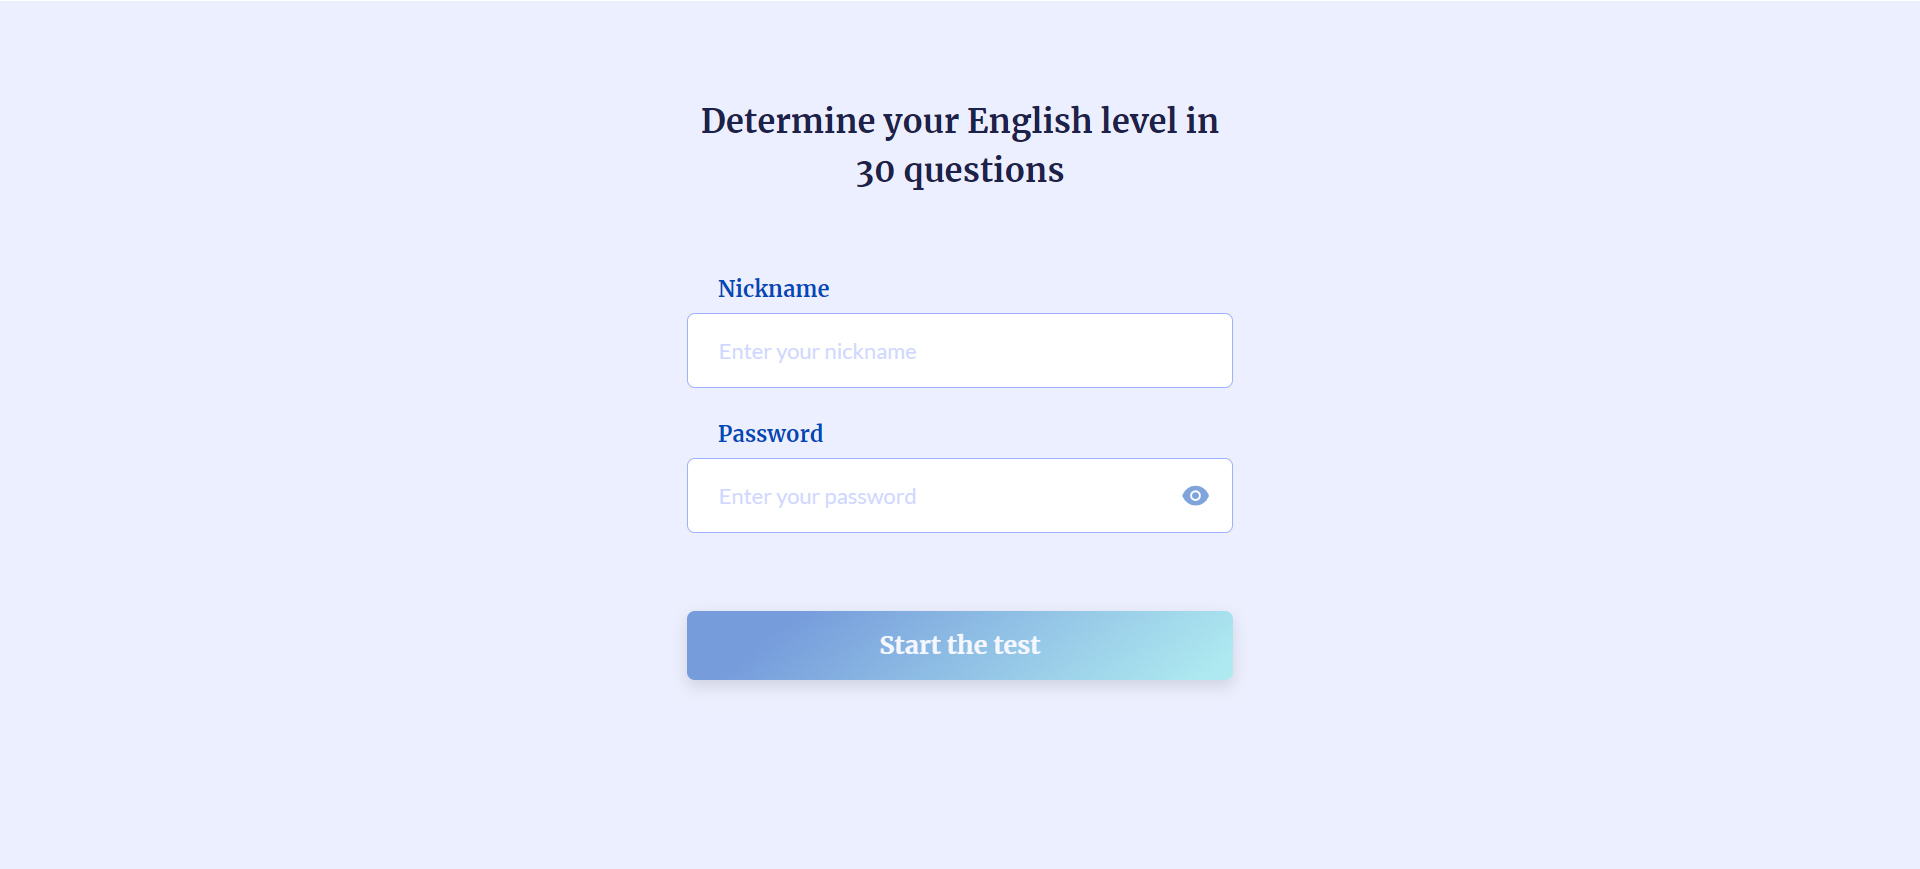 Determine your English level in
30 questions
Nickname
Enter your nickname
Password
Enter your password
Start the test